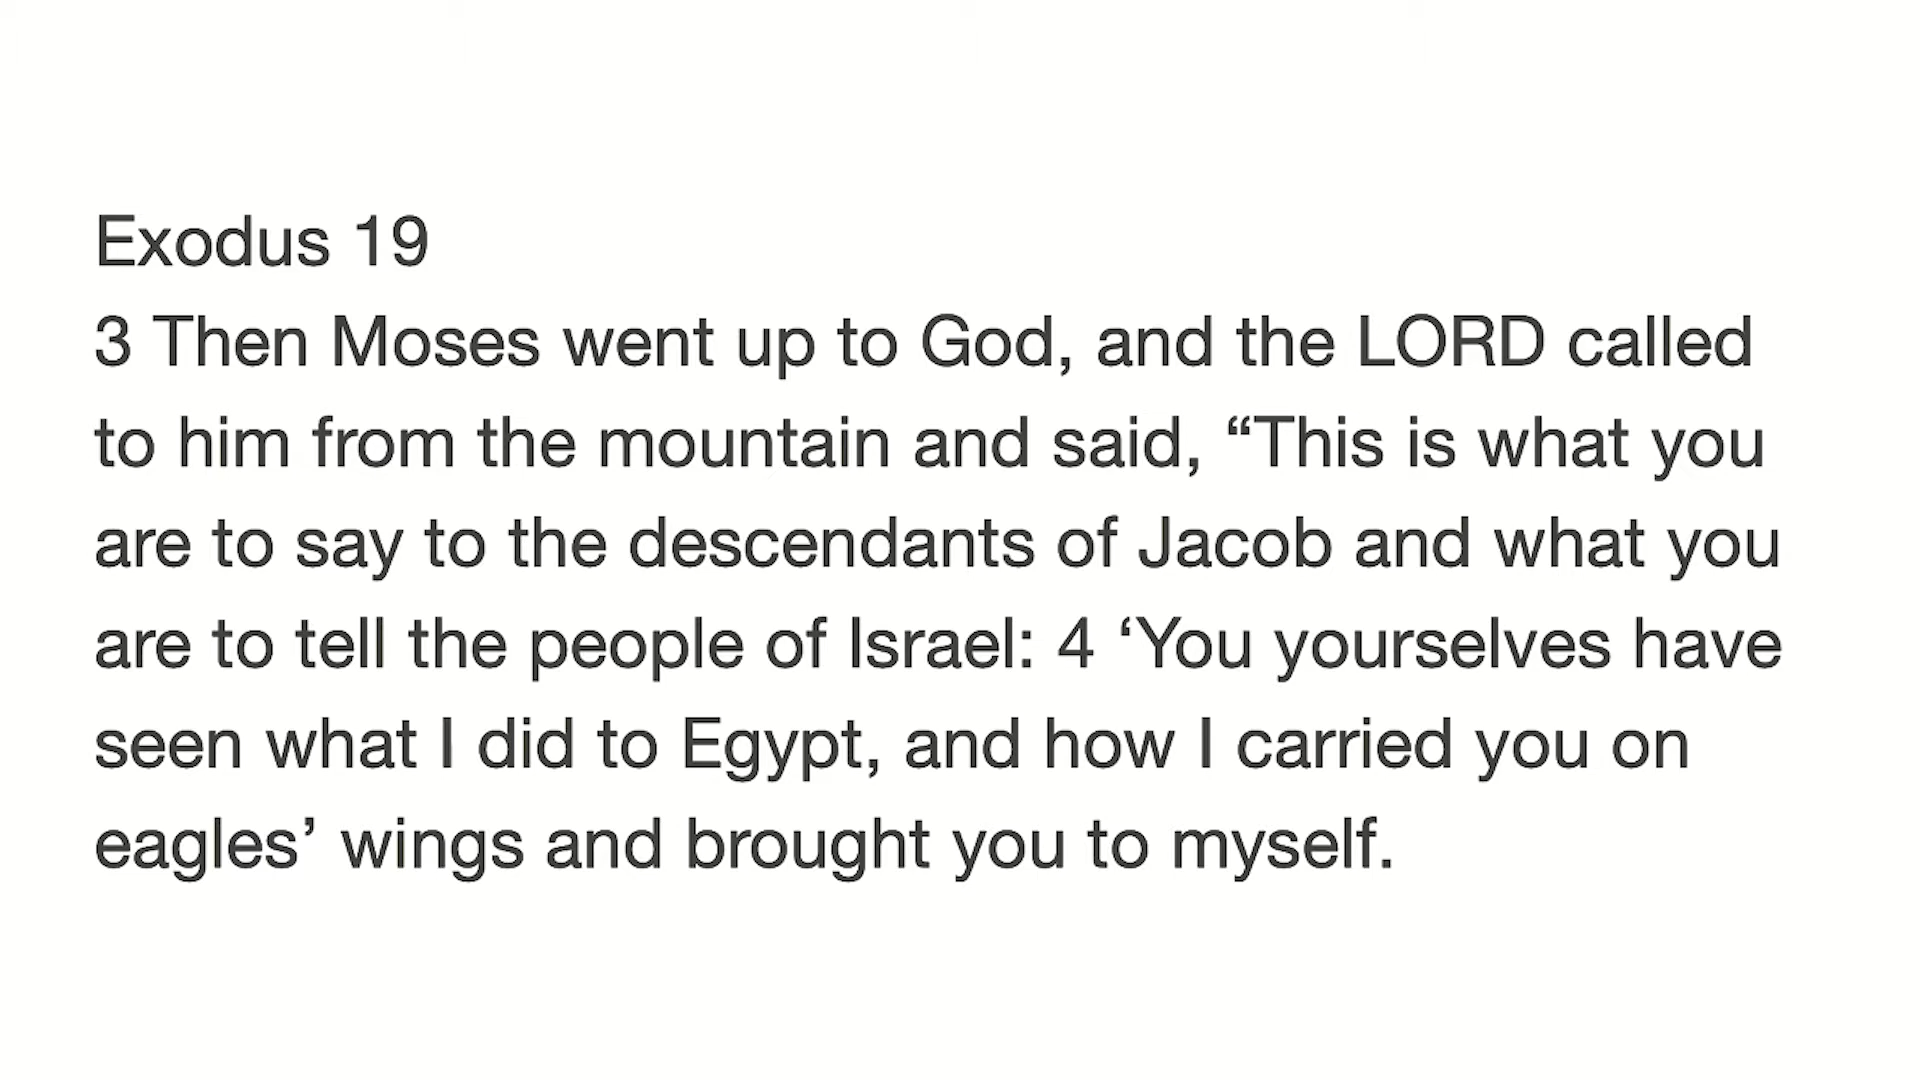 Exodus 19
3 Then Moses went up to God, and the LORD called
to him from the mountain and said, “This is what you
are to say to the descendants of Jacob and what you
are to tell the people of Israel: 4 ‘You yourselves have
seen what I did to Egypt, and how I carried you on
eagles’ wings and brought you to myself.